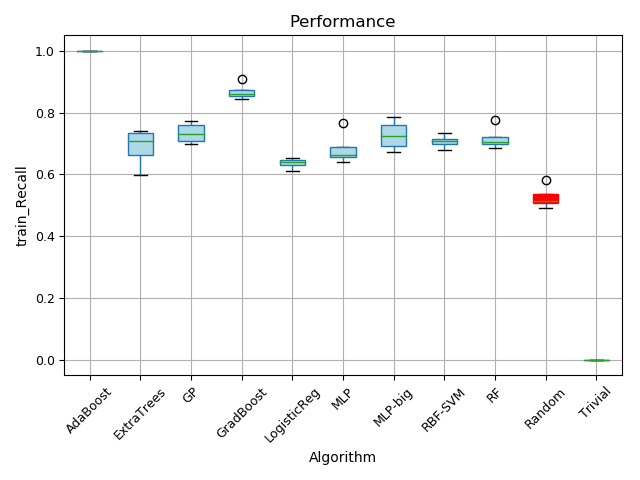 Performance
train_Recall
1.0
0.8
0.6
0.4
0.2
0.0
AdaBoost
ExtraTrees
GP
GradBoost
LogisticReg
MLP
MLP-big
RBF-SVM
RF
Random
Trivial
Algorithm